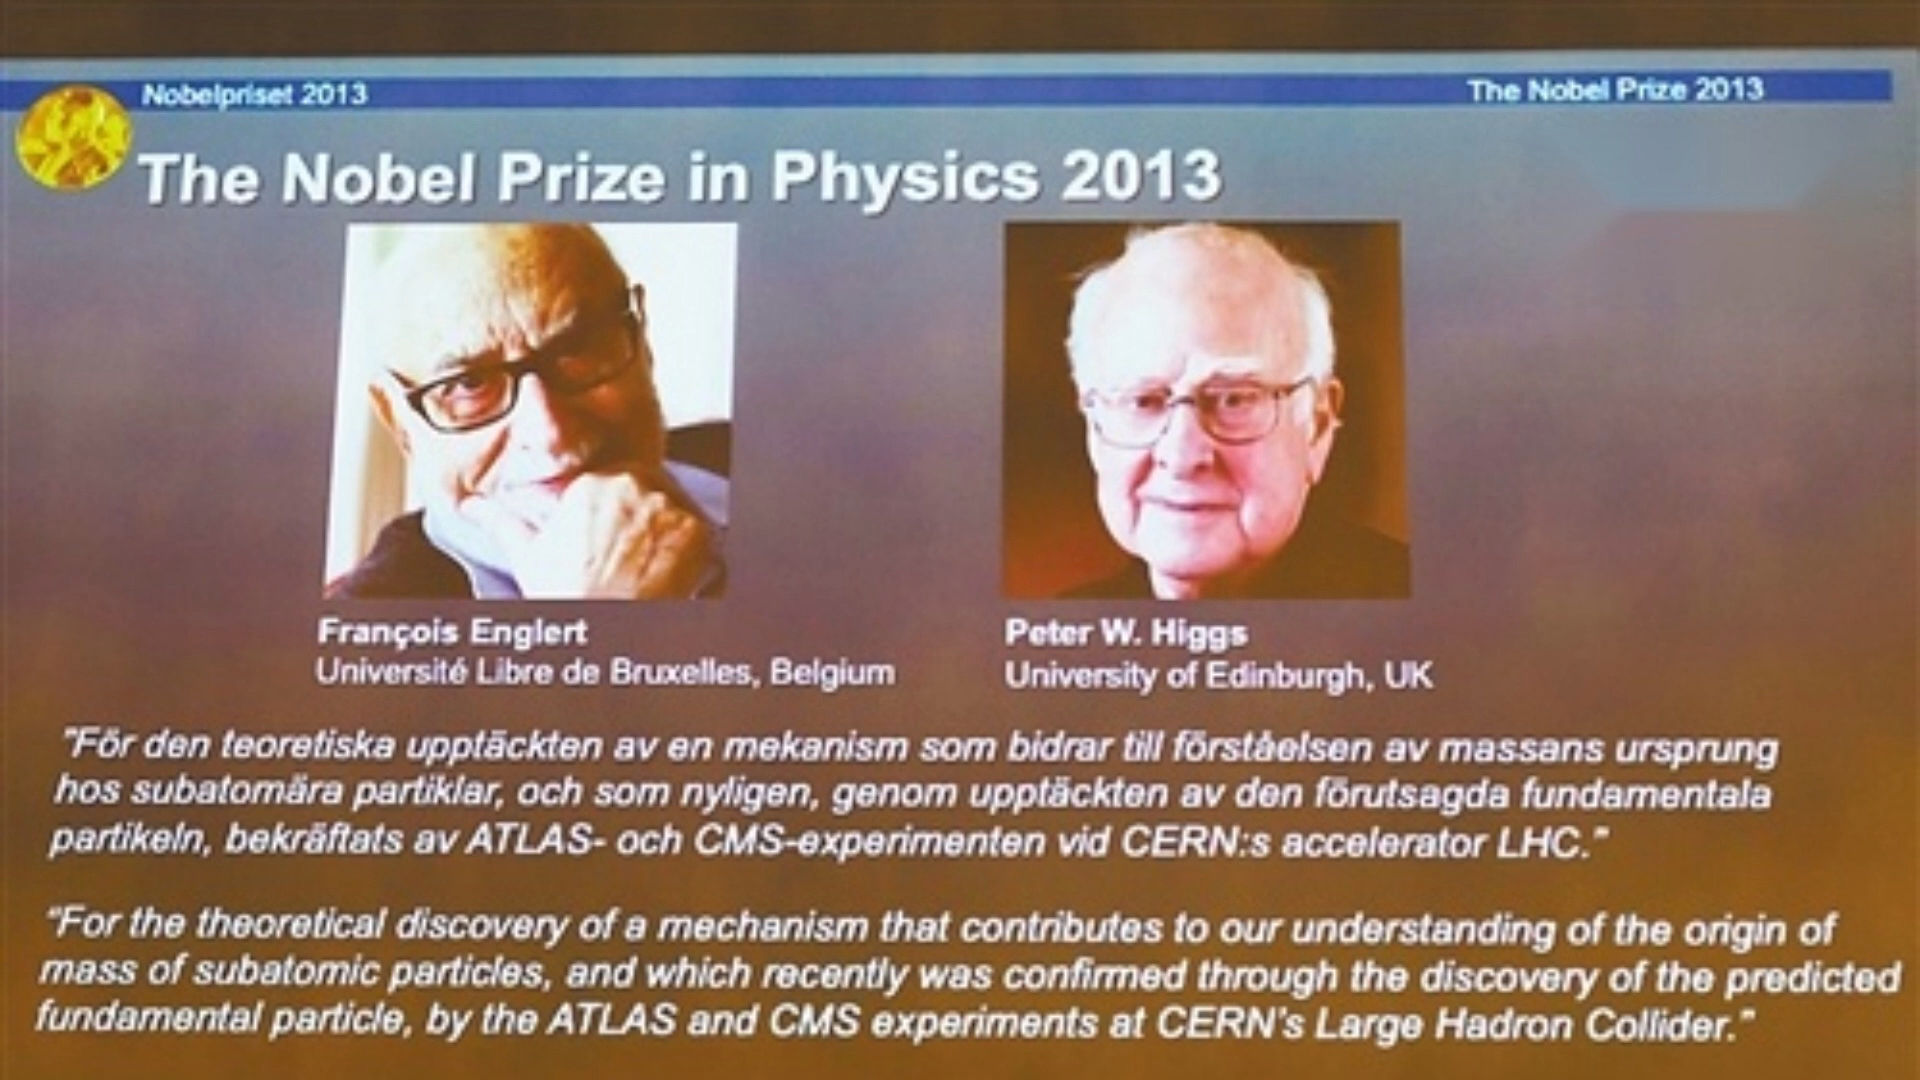 Nobelpriset 2013
The Nobel Prize 2013
The Nobel Prize in Physics 2013
François Englert
Université Libre de Bruxelles, Belgium
Peter W. Higgs
University of Edinburgh, UK
"För den teoretiska upptäckten av en mekanism som bidrar till förståelsen av massans ursprung
hos subatomära partiklar, och som nyligen, genom upptäckten av den förutsagda fundamentala
partikeln, bekräftats av ATLAS- och CMS-experimenten vid CERN:s accelerator LHC."
"For the theoretical discovery of a mechanism that contributes to our understanding of the origin of
mass of subatomic particles, and which recently was confirmed through the discovery of the predicted
fundamental particle, by the ATLAS and CMS experiments at CERN's Large Hadron Collider."